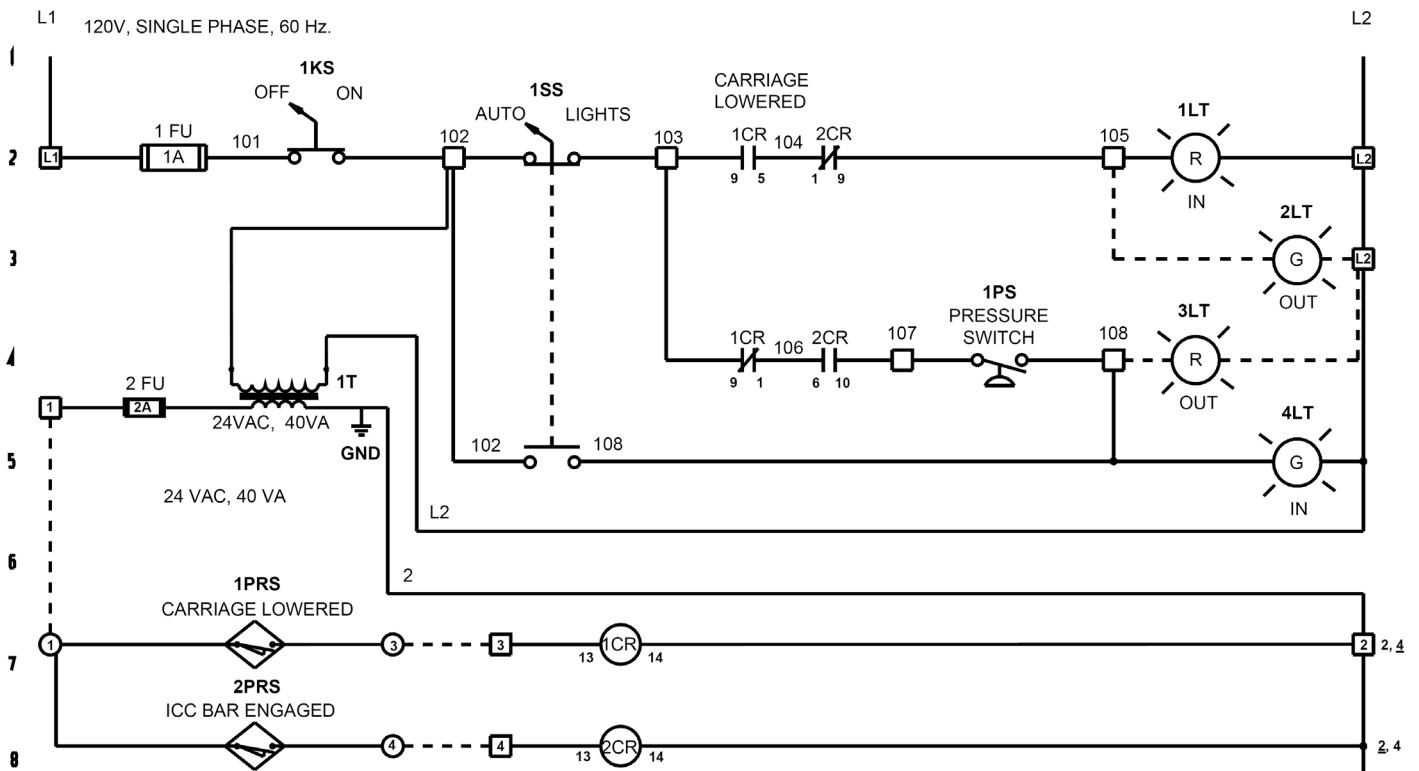 L1
L2
120V, SINGLE PHASE, 60 Hz.
1
1KS
OFF ON
1SS
AUTO LIGHTS
CARRIAGE
LOWERED
1LT
1 FU
101
102
103
1CR 104 2CR
105
2
L1
1A
R
L2
9 5
1 9
IN
2LT
3
G
L2
OUT
1PS
PRESSURE
SWITCH
3LT
1CR 106 2CR
107
108
4
R
9 1
6 10
OUT
2 FU
1T
1
2A
24VAC, 40VA
GND
4LT
102
108
5
G
24 VAC, 40 VA
IN
L2
6
2
1PRS
CARRIAGE LOWERED
1
3
3
1CR
13 14
2
2, 4
7
2PRS
ICC BAR ENGAGED
4
4
2CR
13 14
2, 4
8